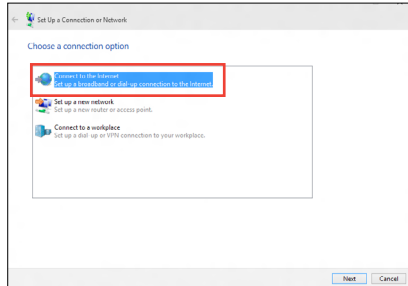 Set Up a Connection or Network
Choose a connection option
Connect to the Internet
Set up a broadband or dial-up connection to the Internet.
Set up a new network
Set up a new router or access point.
Connect to a workplace
Set up a dial-up or VPN connection to your workplace.
Next Cancel